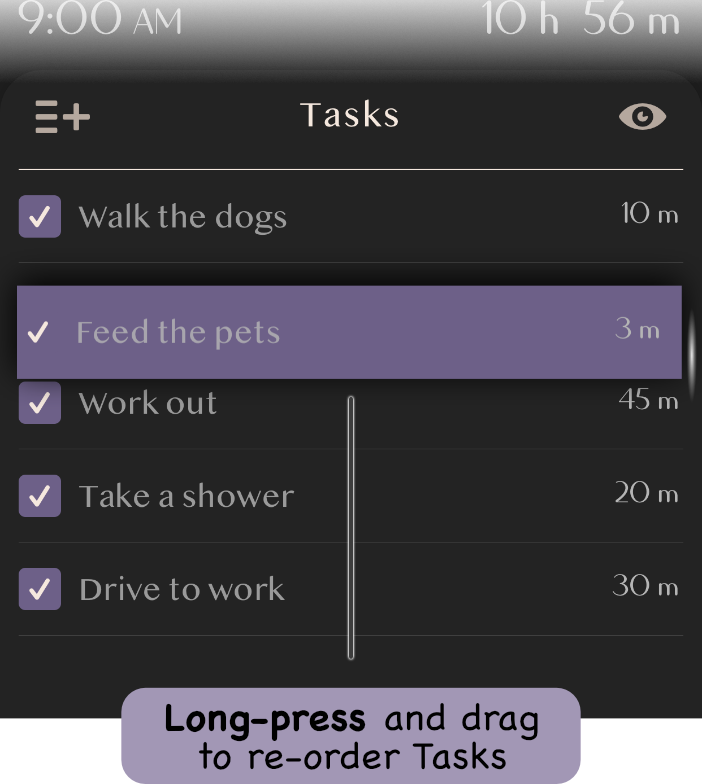 9:00 AM 10 h 56 m
Tasks
Walk the dogs 10 m
Feed the pets 3 m
Work out 45 m
Take a shower 20 m
Drive to work 30 m
Long-press and drag
to re-order Tasks